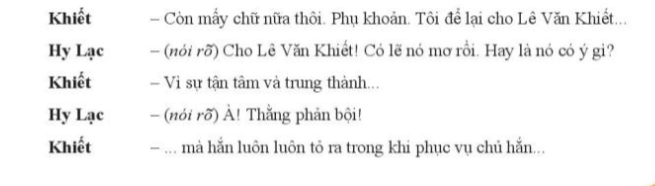 Khiết – Còn mấy chữ nữa thôi. Phụ khoản. Tôi để lại cho Lê Văn Khiết...
Hy Lạc – (nói rỡ) Cho Lê Văn Khiết! Có lẽ nó mơ rồi. Hay là nó có ý gì?
Khiết – Vì sự tận tâm và trung thành...
Hy Lạc – (nói rỡ) À! Thằng phản bội!
Khiết – ... mà hắn luôn luôn tỏ ra trong khi phục vụ chủ hắn...